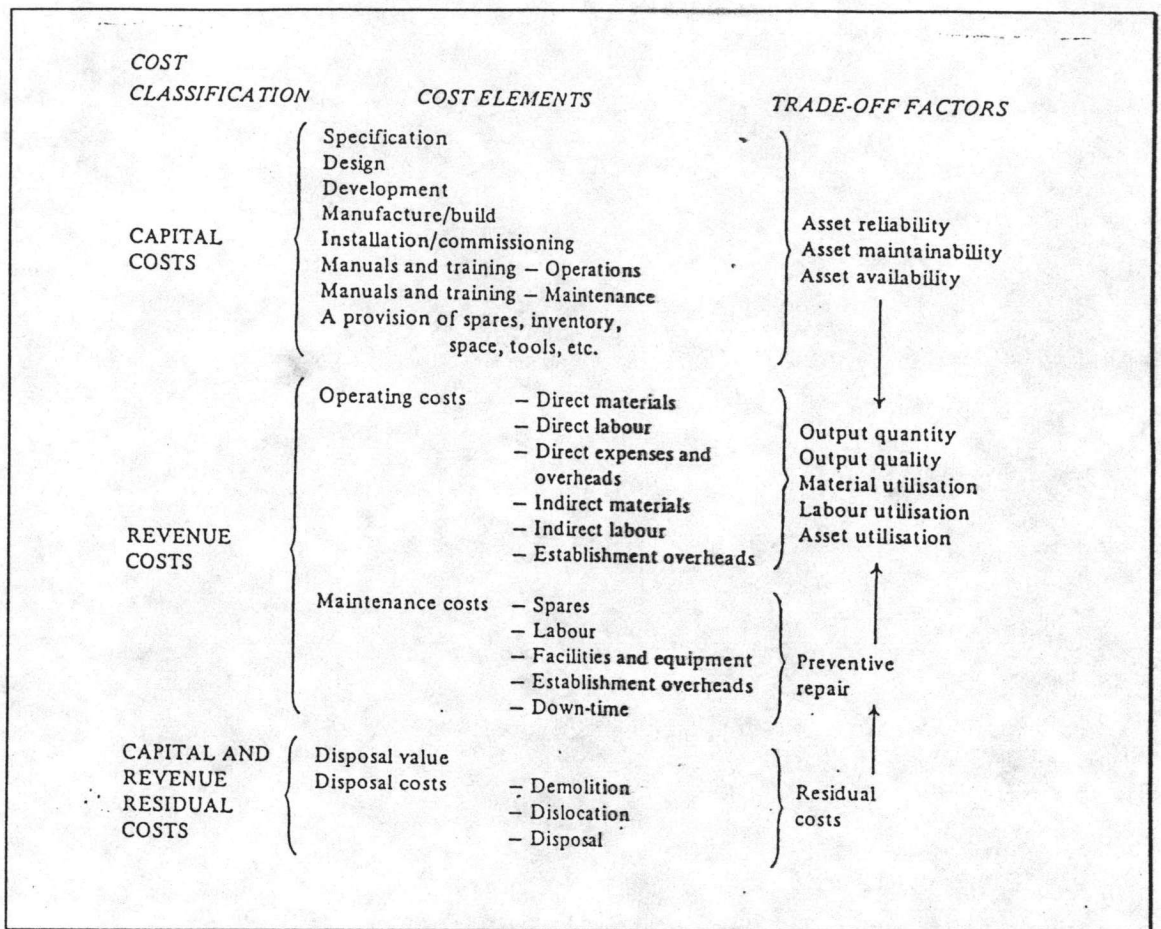 COST
CLASSIFICATION
COST ELEMENTS
TRADE-OFF FACTORS
CAPITAL
COSTS
Specification
Design
Development
Manufacture/build
Installation/commissioning
Manuals and training – Operations
Manuals and training – Maintenance
A provision of spares, inventory,
space, tools, etc.
Asset reliability
Asset maintainability
Asset availability
REVENUE
COSTS
Operating costs – Direct materials
– Direct labour
– Direct expenses and
overheads
– Indirect materials
– Indirect labour
– Establishment overheads
Output quantity
Output quality
Material utilisation
Labour utilisation
Asset utilisation
Maintenance costs – Spares
– Labour
– Facilities and equipment
– Establishment overheads
– Down-time
Preventive
repair
CAPITAL AND
REVENUE
RESIDUAL
COSTS
Disposal value
Disposal costs – Demolition
– Dislocation
– Disposal
Residual
costs